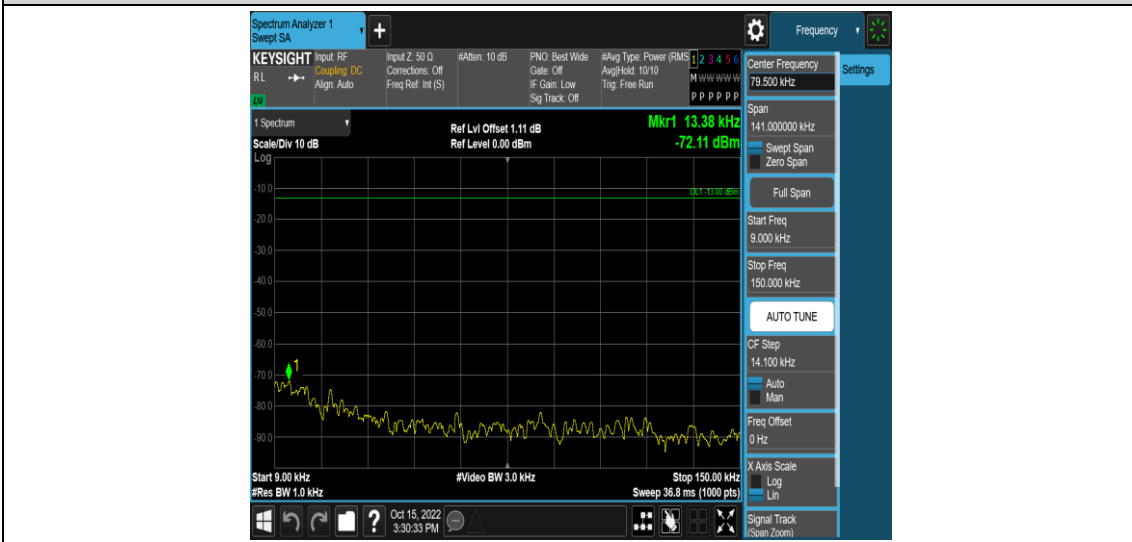 Spectrum Analyzer 1
Swept SA
+
Frequency
KEYSIGHT
RL
Input: RF
Coupling: DC
Align: Auto
Input Z: 50 Ω
Corrections: Off
Freq Ref: Int (S)
#Atten: 10 dB
PNO: Best Wide
Gate: Off
IF Gain: Low
Sig Track: Off
#Avg Type: Power (RMS
Avg|Hold: 10/10
Trig: Free Run
1 2 3 4 5 6
M W W W W W
P P P P P P
1 Spectrum
Scale/Div 10 dB
Log
Ref Lvl Offset 1.11 dB
Ref Level 0.00 dBm
Mkr1 13.38 kHz
-72.11 dBm
DL1 -13.00 dBm
-10.0
-20.0
-30.0
-40.0
-50.0
-60.0
-70.0
-80.0
-90.0
1
Start 9.00 kHz
#Res BW 1.0 kHz
#Video BW 3.0 kHz
Stop 150.00 kHz
Sweep 36.8 ms (1000 pts)
?
Oct 15, 2022
3:30:33 PM
Center Frequency
79.500 kHz
Settings
Span
141.000000 kHz
Swept Span
Zero Span
Full Span
Start Freq
9.000 kHz
Stop Freq
150.000 kHz
AUTO TUNE
CF Step
14.100 kHz
Auto
Man
Freq Offset
0 Hz
X Axis Scale
Log
Lin
Signal Track
(Span Zoom)